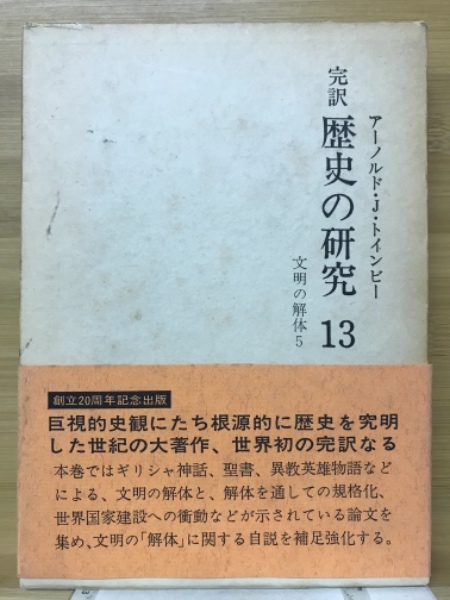 アーノルド・J・トインビー
完訳
歴史の研究 13
文明の解体 5
創立20周年記念出版
巨視的史観にたち根源的に歴史を究明
した世紀の大著作、世界初の完訳なる
本巻ではギリシャ神話、聖書、異教英雄物語など
による、文明の解体と、解体を通しての規格化、
世界国家建設への衝動などが示されている論文を
集め、文明の「解体」に関する自説を補足強化する。